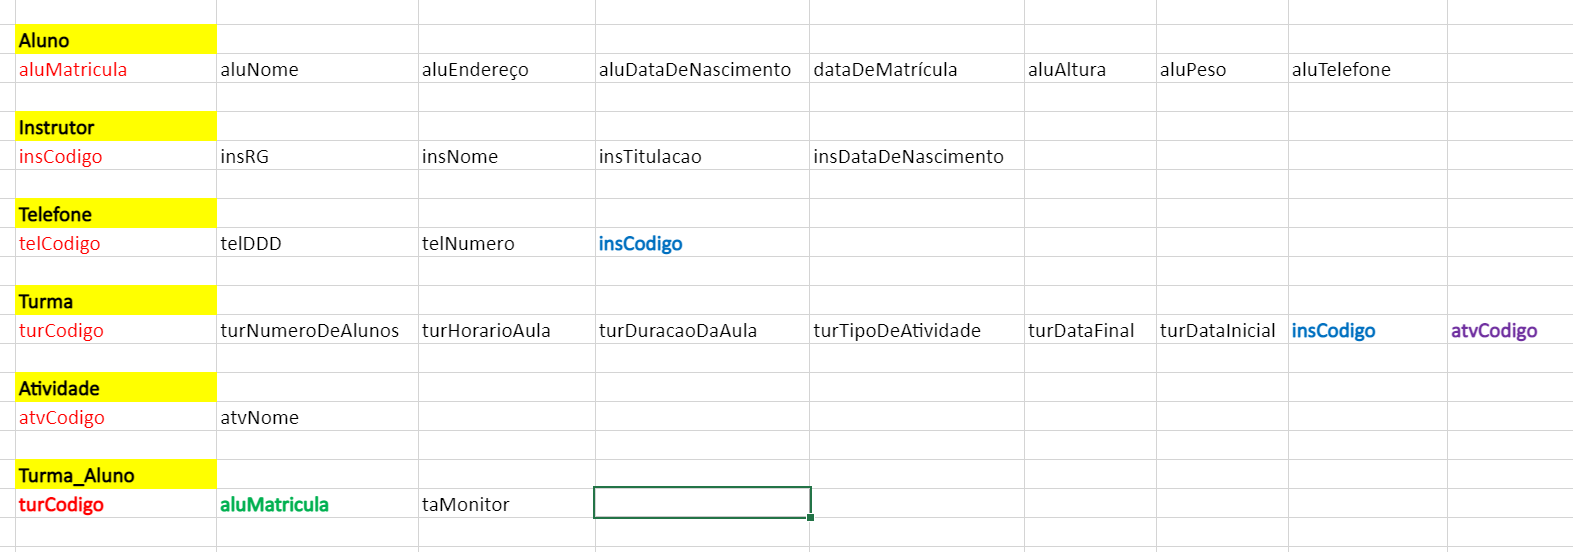 Aluno
aluMatricula aluNome aluEndereço aluDataDeNascimento dataDeMatrícula aluAltura aluPeso aluTelefone
Instrutor
insCodigo insRG insNome insTitulacao insDataDeNascimento
Telefone
telCodigo telDDD telNumero insCodigo
Turma
turCodigo turNumeroDeAlunos turHorarioAula turDuracaoDaAula turTipoDeAtividade turDataFinal turDataInicial insCodigo atvCodigo
Atividade
atvCodigo atvNome
Turma_Aluno
turCodigo aluMatricula taMonitor